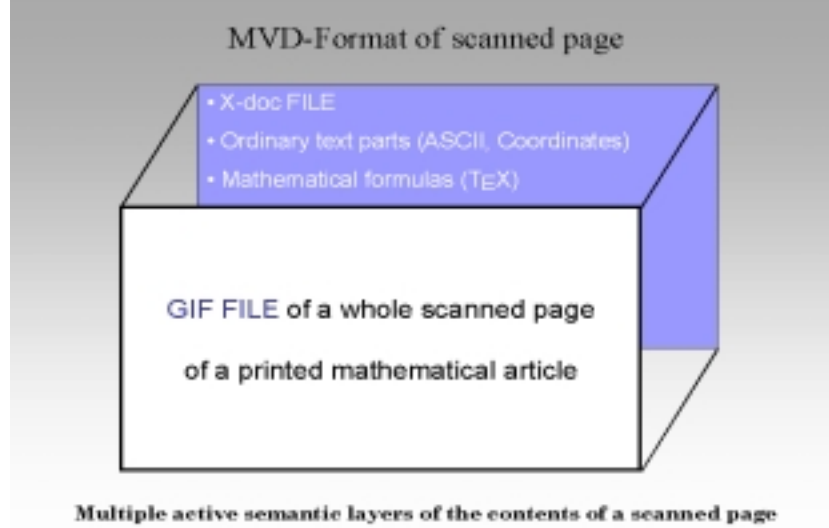 MVD-Format of scanned page
• X-doc FILE
• Ordinary text parts (ASCII, Coordinates)
• Mathematical formulas (TEX)
GIF FILE of a whole scanned page
of a printed mathematical article
Multiple active semantic layers of the contents of a scanned page